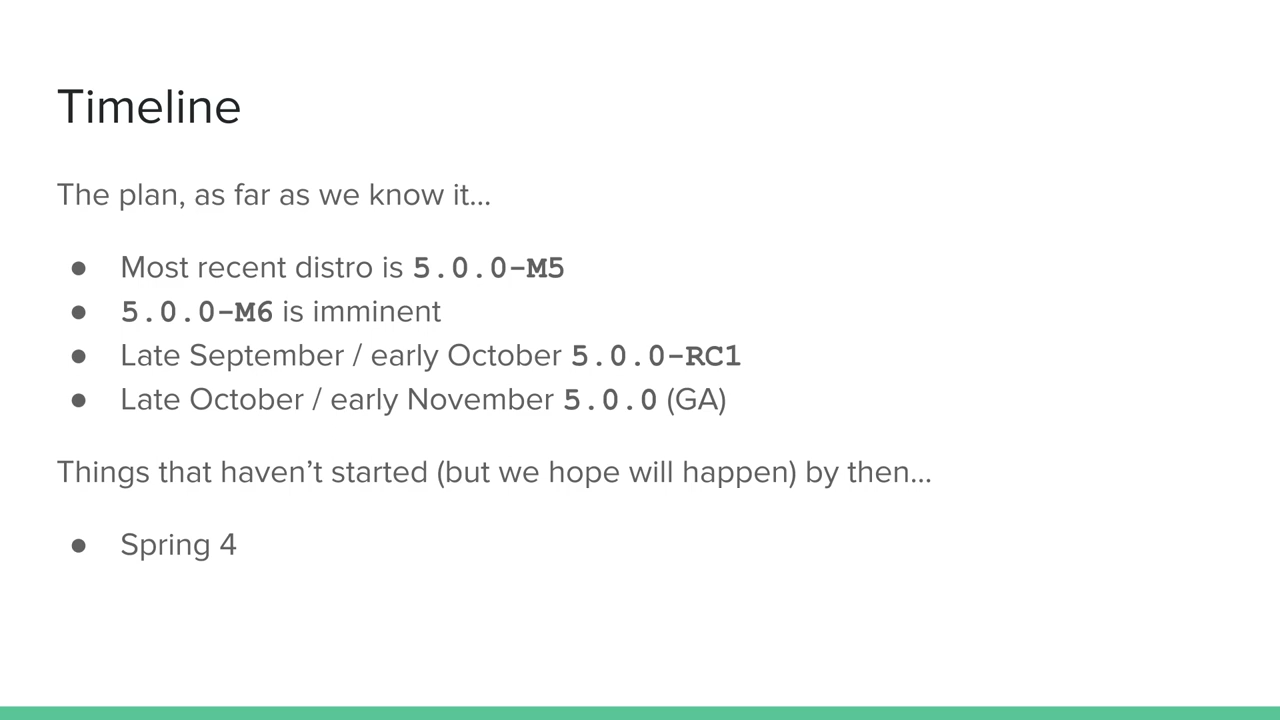 Timeline
The plan, as far as we know it...
● Most recent distro is 5.0.0-M5
● 5.0.0-M6 is imminent
● Late September / early October 5.0.0-RC1
● Late October / early November 5.0.0 (GA)
Things that haven’t started (but we hope will happen) by then...
● Spring 4